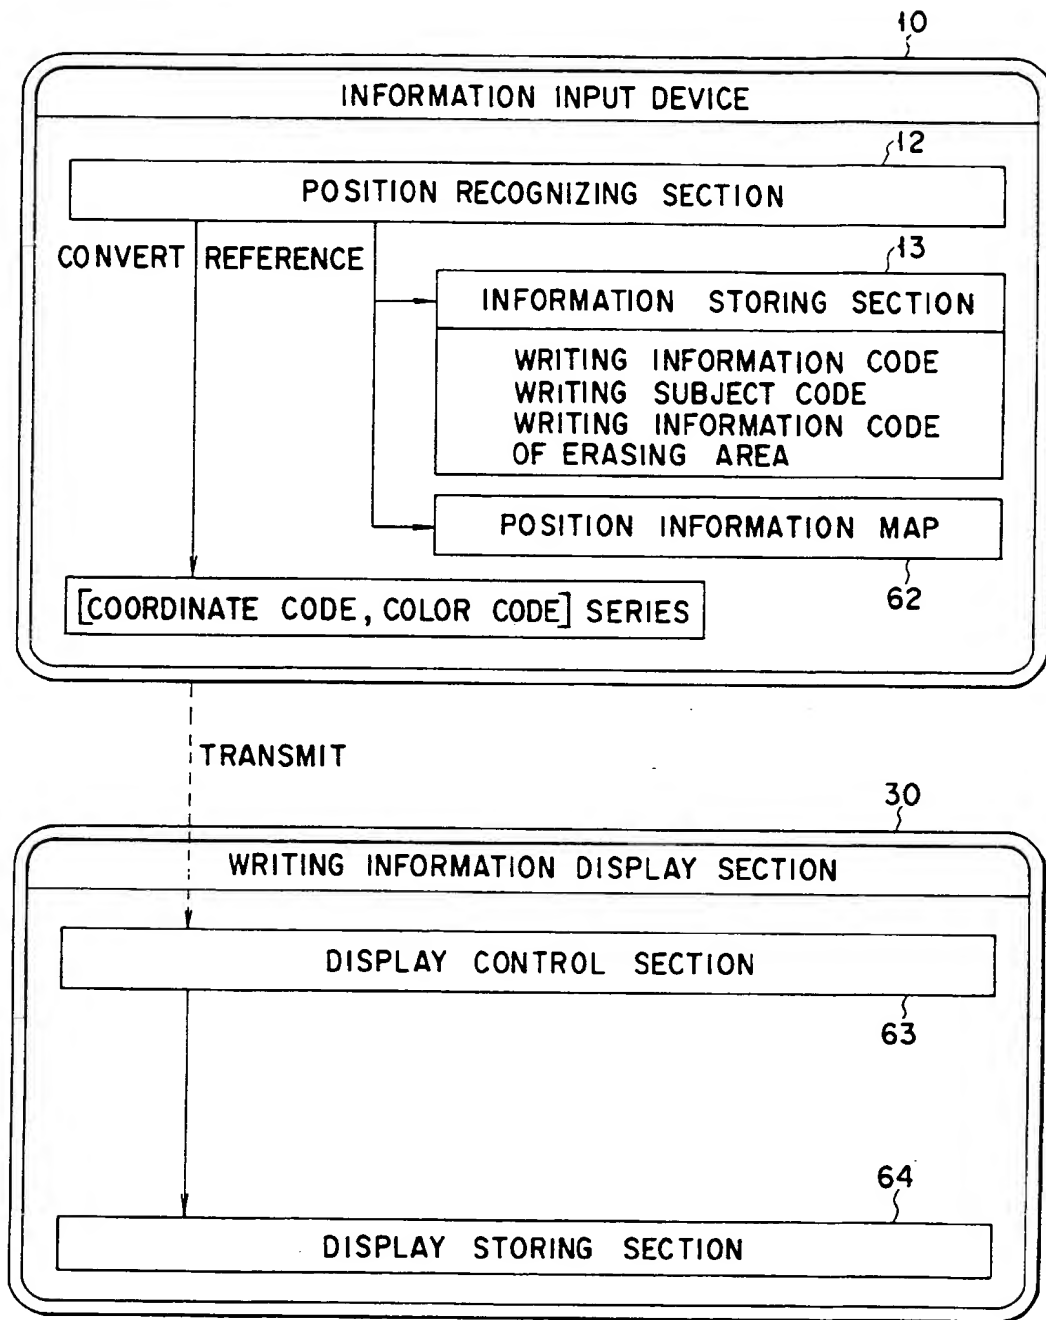 10
INFORMATION INPUT DEVICE
12
POSITION RECOGNIZING SECTION
CONVERT REFERENCE
13
INFORMATION STORING SECTION
WRITING INFORMATION CODE
WRITING SUBJECT CODE
WRITING INFORMATION CODE
OF ERASING AREA
POSITION INFORMATION MAP
62
[COORDINATE CODE, COLOR CODE] SERIES
TRANSMIT
30
WRITING INFORMATION DISPLAY SECTION
DISPLAY CONTROL SECTION
63
64
DISPLAY STORING SECTION